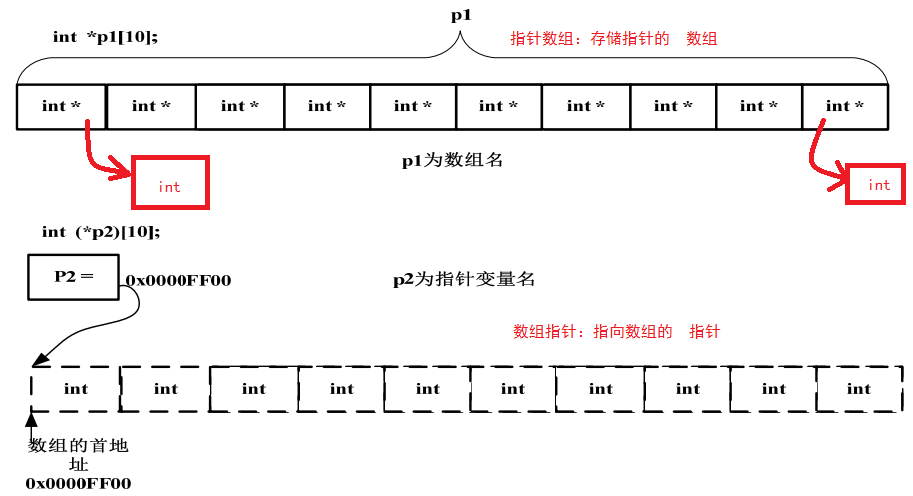 p1
int *p1[10];
指针数组：存储指针的 数组
int * int * int * int * int * int * int * int * int * int *
p1为数组名
int
int
int (*p2)[10];
P2 =
0x0000FF00
p2为指针变量名
数组指针：指向数组的 指针
int int int int int int int int int int
数组的首地
址
0x0000FF00